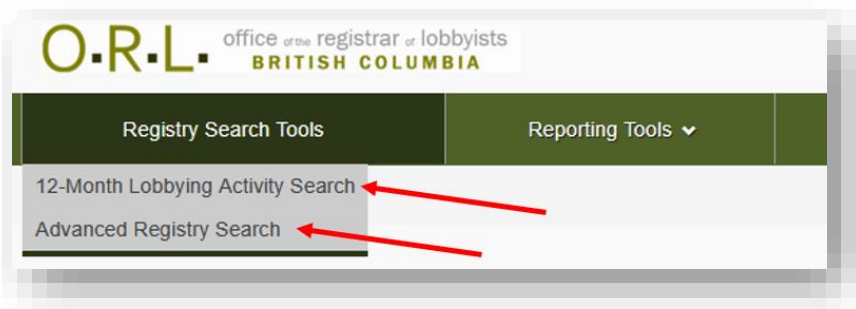 O.R.L. office of the registrar of lobbyists
BRITISH COLUMBIA
Registry Search Tools
Reporting Tools
12-Month Lobbying Activity Search
Advanced Registry Search